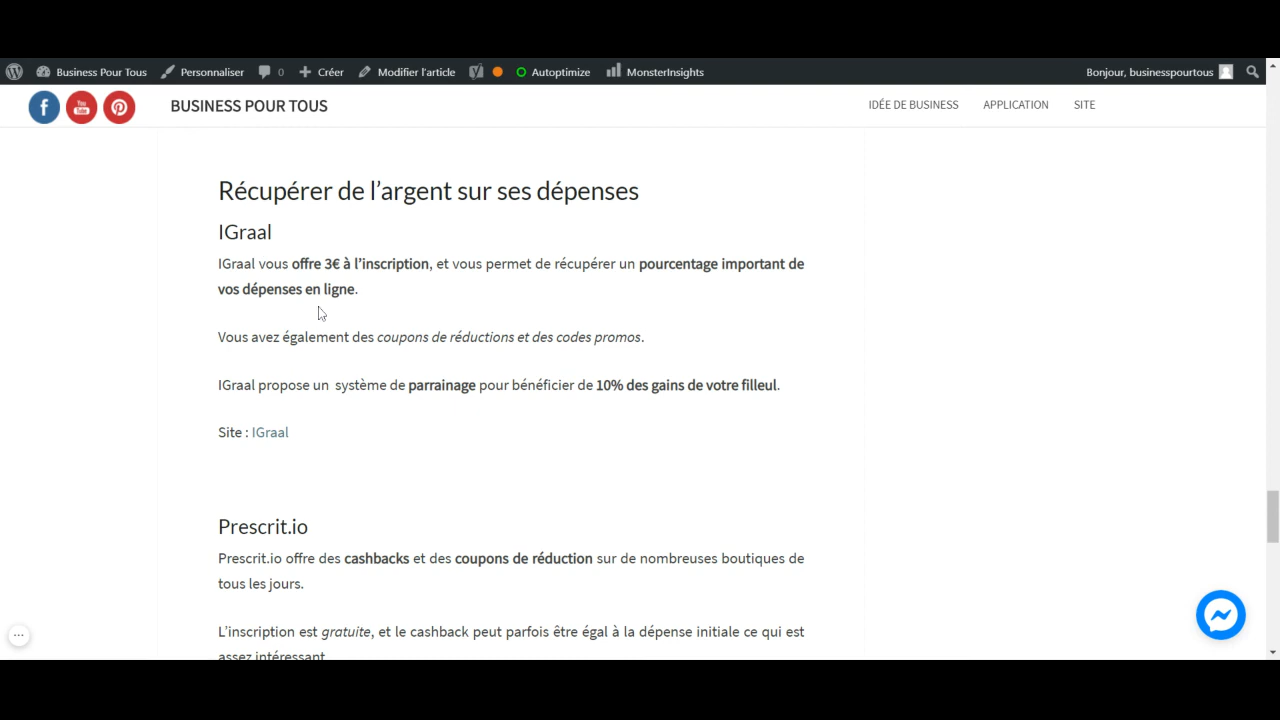 Business Pour Tous Personnaliser 0 Créer Modifier l'article Autoptimize MonsterInsights Bonjour, businesspourtous
You Tube
BUSINESS POUR TOUS IDÉE DE BUSINESS APPLICATION SITE
Récupérer de l'argent sur ses dépenses
IGraal
IGraal vous offre 3€ à l'inscription, et vous permet de récupérer un pourcentage important de
vos dépenses en ligne.
Vous avez également des coupons de réductions et des codes promos.
IGraal propose un système de parrainage pour bénéficier de 10% des gains de votre filleul.
Site : IGraal
Prescrit.io
Prescrit.io offre des cashbacks et des coupons de réduction sur de nombreuses boutiques de
tous les jours.
L'inscription est gratuite, et le cashback peut parfois être égal à la dépense initiale ce qui est
assez intéressant